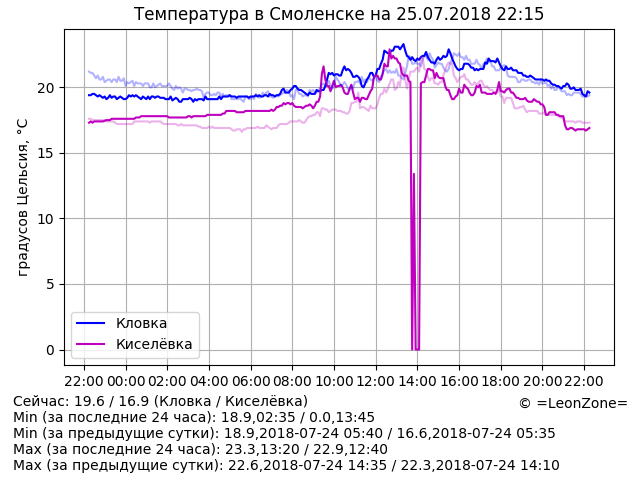 Температура в Смоленске на 25.07.2018 22:15
градусов Цельсия, °C
20
15
10
5
0
Кловка
Киселёвка
22:00 00:00 02:00 04:00 06:00 08:00 10:00 12:00 14:00 16:00 18:00 20:00 22:00
Сейчас: 19.6 / 16.9 (Кловка / Киселёвка)
© =LeonZone=
Min (за последние 24 часа): 18.9,02:35 / 0.0,13:45
Min (за предыдущие сутки): 18.9,2018-07-24 05:40 / 16.6,2018-07-24 05:35
Max (за последние 24 часа): 23.3,13:20 / 22.9,12:40
Max (за предыдущие сутки): 22.6,2018-07-24 14:35 / 22.3,2018-07-24 14:10